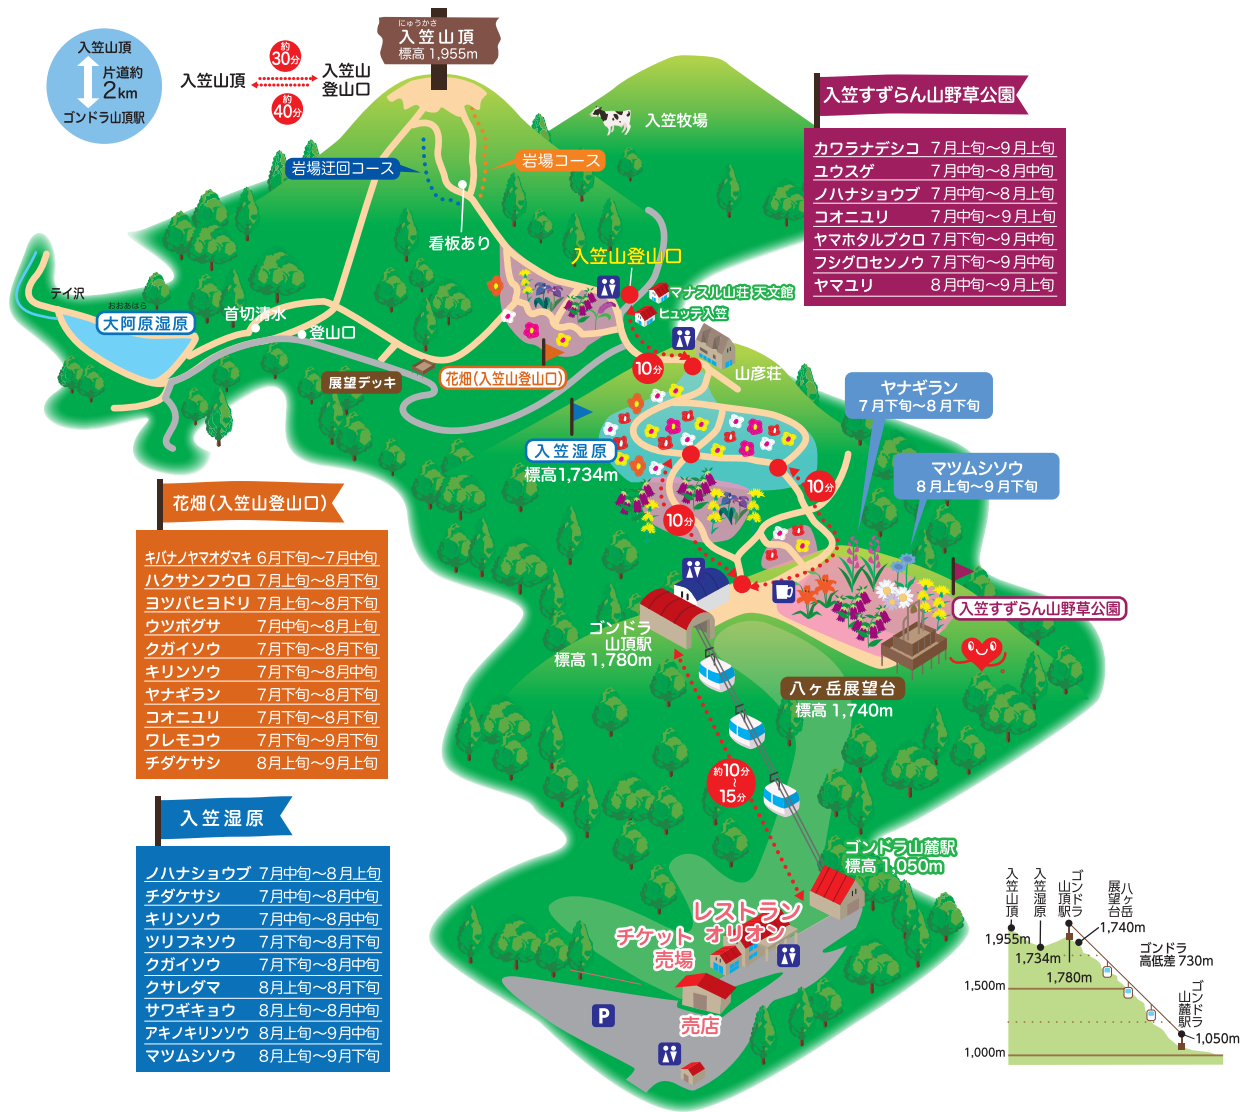 にゅうかさ
入笠山頂
標高 1,955m
入笠山頂
片道約
2km
ゴンドラ山頂駅
入笠山頂
約
30分
約
40分
入笠山
登山口
入笠牧場
岩場迂回コース
岩場コース
看板あり
入笠山登山口
マナスル山荘 天文館
ヒュッテ入笠
テイ沢
おおあはら
大阿原湿原
首切清水
登山口
展望デッキ
花畑(入笠山登山口)
10分
山彦荘
入笠湿原
標高1,734m
10分
10分
ヤナギラン
7月下旬〜8月下旬
マツムシソウ
8月上旬〜9月下旬
入笠すずらん山野草公園
ゴンドラ
山頂駅
標高 1,780m
八ヶ岳展望台
標高 1,740m
約10分
〜
15分
ゴンドラ山麓駅
標高 1,050m
レストラン
オリオン
チケット
売場
売店
P
入笠すずらん山野草公園
カワラナデシコ 7月上旬〜9月上旬
ユウスゲ 7月中旬〜8月中旬
ノハナショウブ 7月中旬〜8月上旬
コオニユリ 7月中旬〜9月上旬
ヤマホタルブクロ 7月下旬〜9月中旬
フシグロセンノウ 7月下旬〜9月中旬
ヤマユリ 8月中旬〜9月上旬
花畑(入笠山登山口)
キバナノヤマオダマキ 6月下旬〜7月中旬
ハクサンフウロ 7月上旬〜8月下旬
ヨツバヒヨドリ 7月上旬〜8月下旬
ウツボグサ 7月中旬〜8月上旬
クガイソウ 7月下旬〜8月下旬
キリンソウ 7月下旬〜8月中旬
ヤナギラン 7月下旬〜8月下旬
コオニユリ 7月下旬〜8月下旬
ワレモコウ 7月下旬〜9月下旬
チダケサシ 8月上旬〜9月上旬
入笠湿原
ノハナショウブ 7月中旬〜8月上旬
チダケサシ 7月中旬〜8月中旬
キリンソウ 7月中旬〜8月中旬
ツリフネソウ 7月下旬〜8月下旬
クガイソウ 7月下旬〜8月中旬
クサレダマ 8月上旬〜8月下旬
サワギキョウ 8月上旬〜8月中旬
アキノキリンソウ 8月上旬〜9月中旬
マツムシソウ 8月上旬〜9月下旬
入笠山頂
1,955m
入笠湿原
1,734m
ゴンドラ
山頂駅
1,780m
八ヶ岳
展望台
1,740m
ゴンドラ
高低差 730m
ゴンドラ
山麓駅
1,050m
1,500m
1,000m